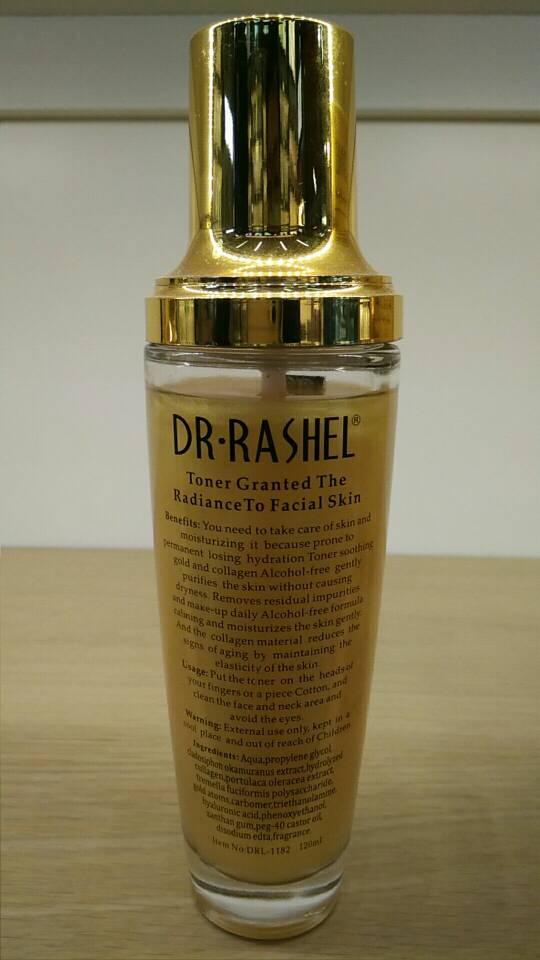 DR·RASHEL®
Toner Granted The
Radiance To Facial Skin
Benefits: You need to take care of skin and
moisturizing it because prone to
permanent losing hydration Toner soothing
gold and collagen Alcohol-free gently
purifies the skin without causing
dryness. Removes residual impurities
and make-up daily Alcohol-free formula
calming and moisturizes the skin gently.
And the collagen material reduces the
signs of aging by maintaining the
elasticity of the skin.
Usage: Put the toner on the heads of
your fingers or a piece Cotton, and
clean the face and neck area and
avoid the eyes.
Warning: External use only, kept in a
cool place and out of reach of Children.
Ingredients: Aqua,propylene glycol,
cladosiphon okamuranus extract,hydrolyzed
collagen,portulaca oleracea extract,
tremella fuciformis polysaccharide,
gold atoms,carbomer,triethanolamine,
hyaluronic acid,phenoxyethanol,
xanthan gum,peg-40 castor oil,
disodium edta,fragrance.
Item No:DRL-1182 120ml